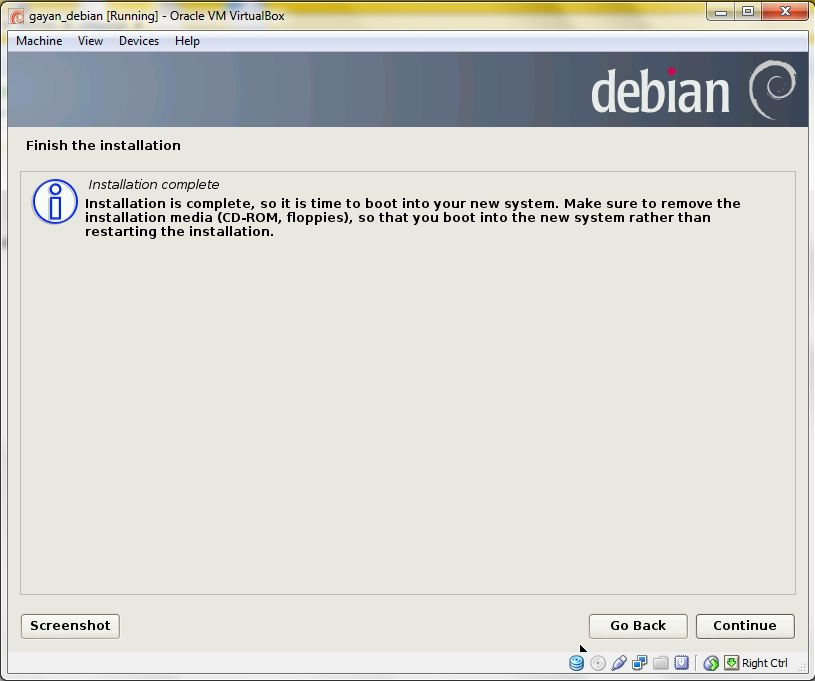 gayan_debian [Running] - Oracle VM VirtualBox
Machine View Devices Help
debian
Finish the installation
Installation complete
Installation is complete, so it is time to boot into your new system. Make sure to remove the
installation media (CD-ROM, floppies), so that you boot into the new system rather than
restarting the installation.
Screenshot Go Back Continue
Right Ctrl